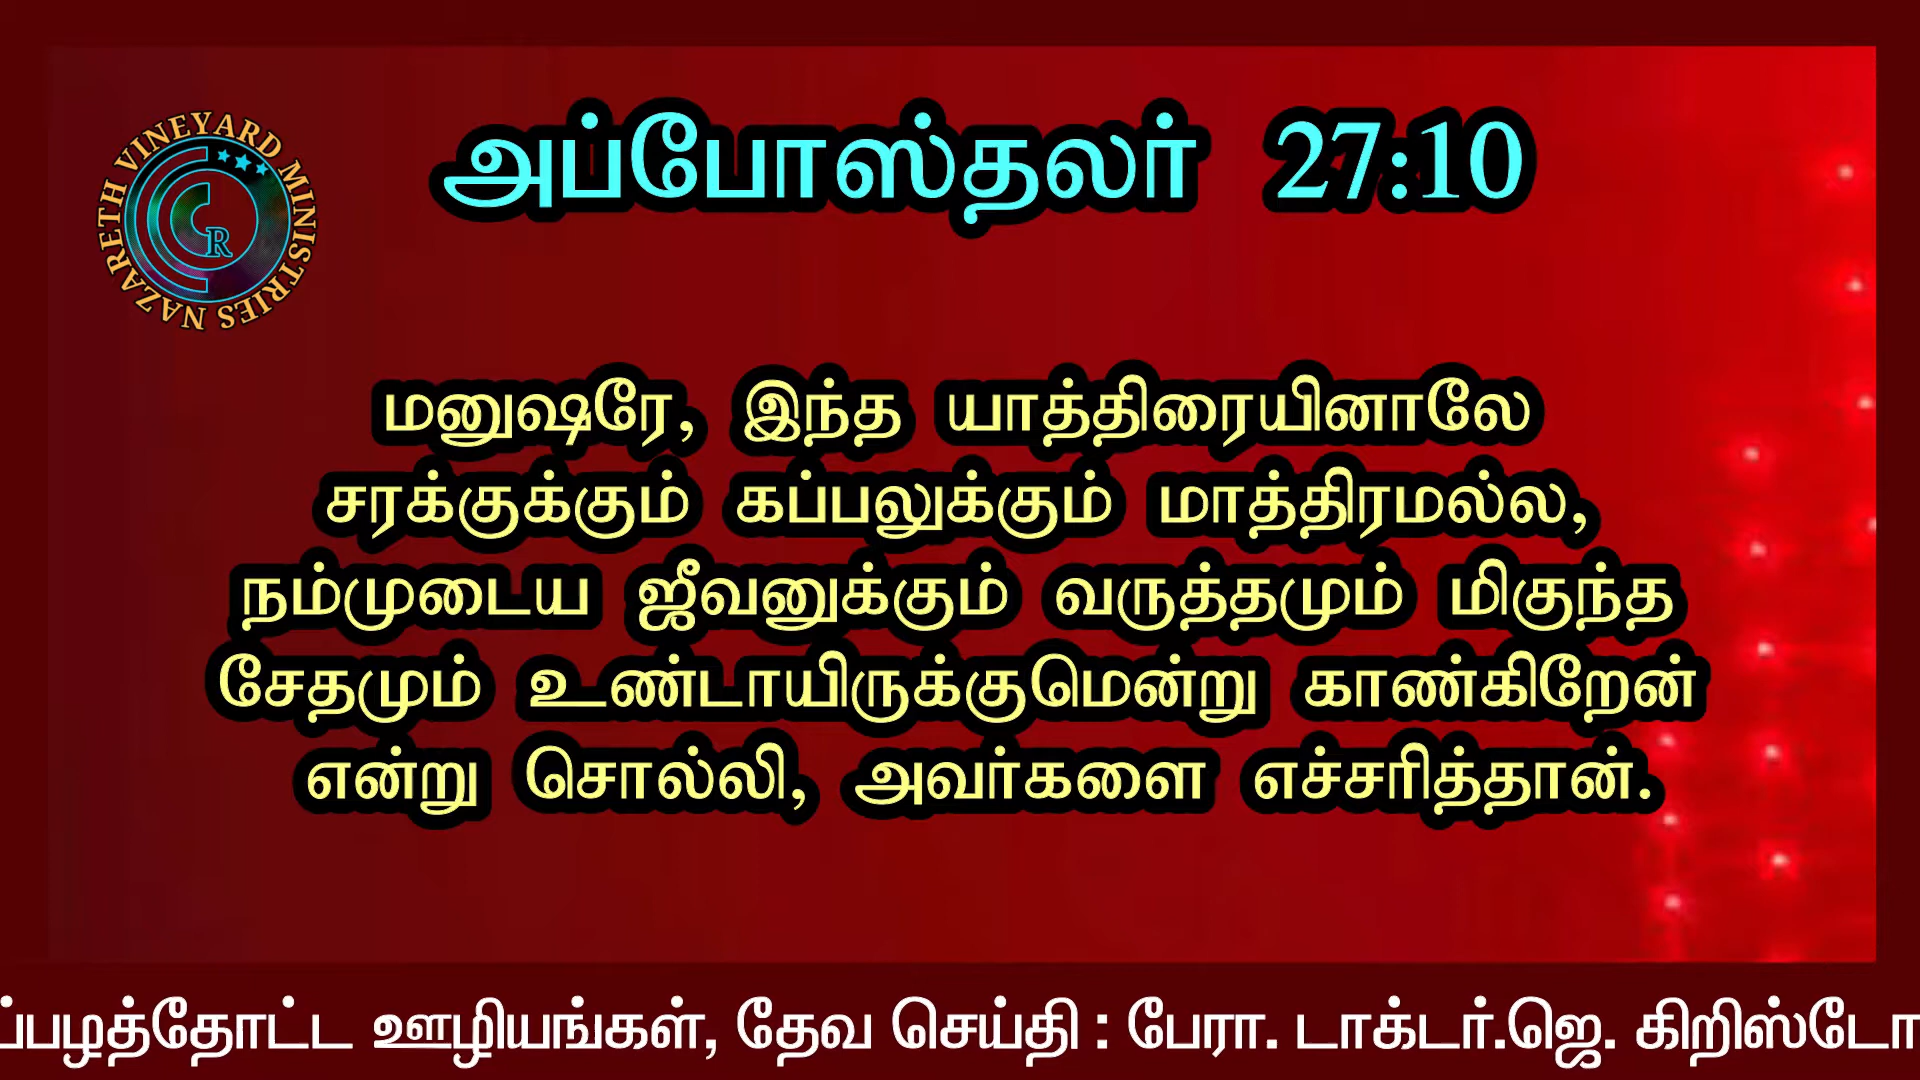 NAZARETH VINEYARD MINISTRIES
CR
அப்போஸ்தலர் 27:10
மனுஷரே, இந்த யாத்திரையினாலே
சரக்குக்கும் கப்பலுக்கும் மாத்திரமல்ல,
நம்முடைய ஜீவனுக்கும் வருத்தமும் மிகுந்த
சேதமும் உண்டாயிருக்குமென்று காண்கிறேன்
என்று சொல்லி, அவர்களை எச்சரித்தான்.
ப்பழத்தோட்ட ஊழியங்கள், தேவ செய்தி : பேரா. டாக்டர்.ஜெ. கிறிஸ்டோ